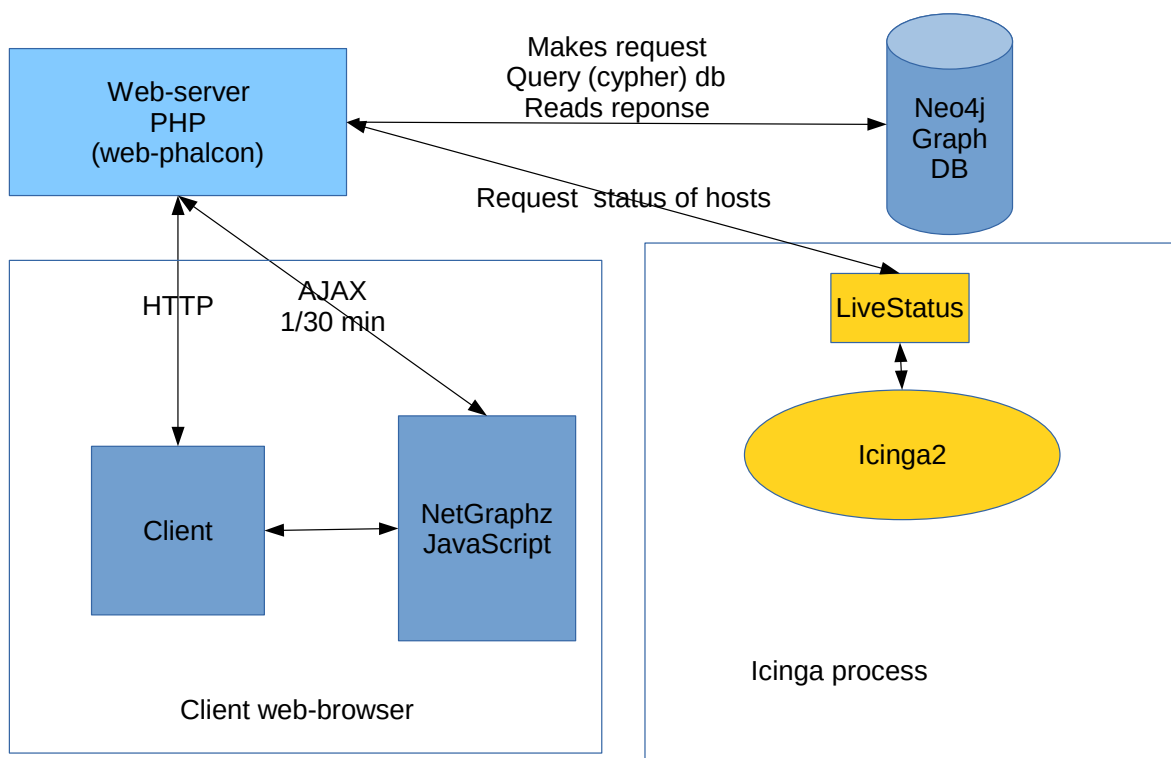 Web-server
PHP
(web-phalcon)
Makes request
Query (cypher) db
Reads reponse
Neo4j
Graph
DB
Request  status of hosts
HTTP
AJAX
1/30 min
LiveStatus
Icinga2
Client
NetGraphz
JavaScript
Icinga process
Client web-browser